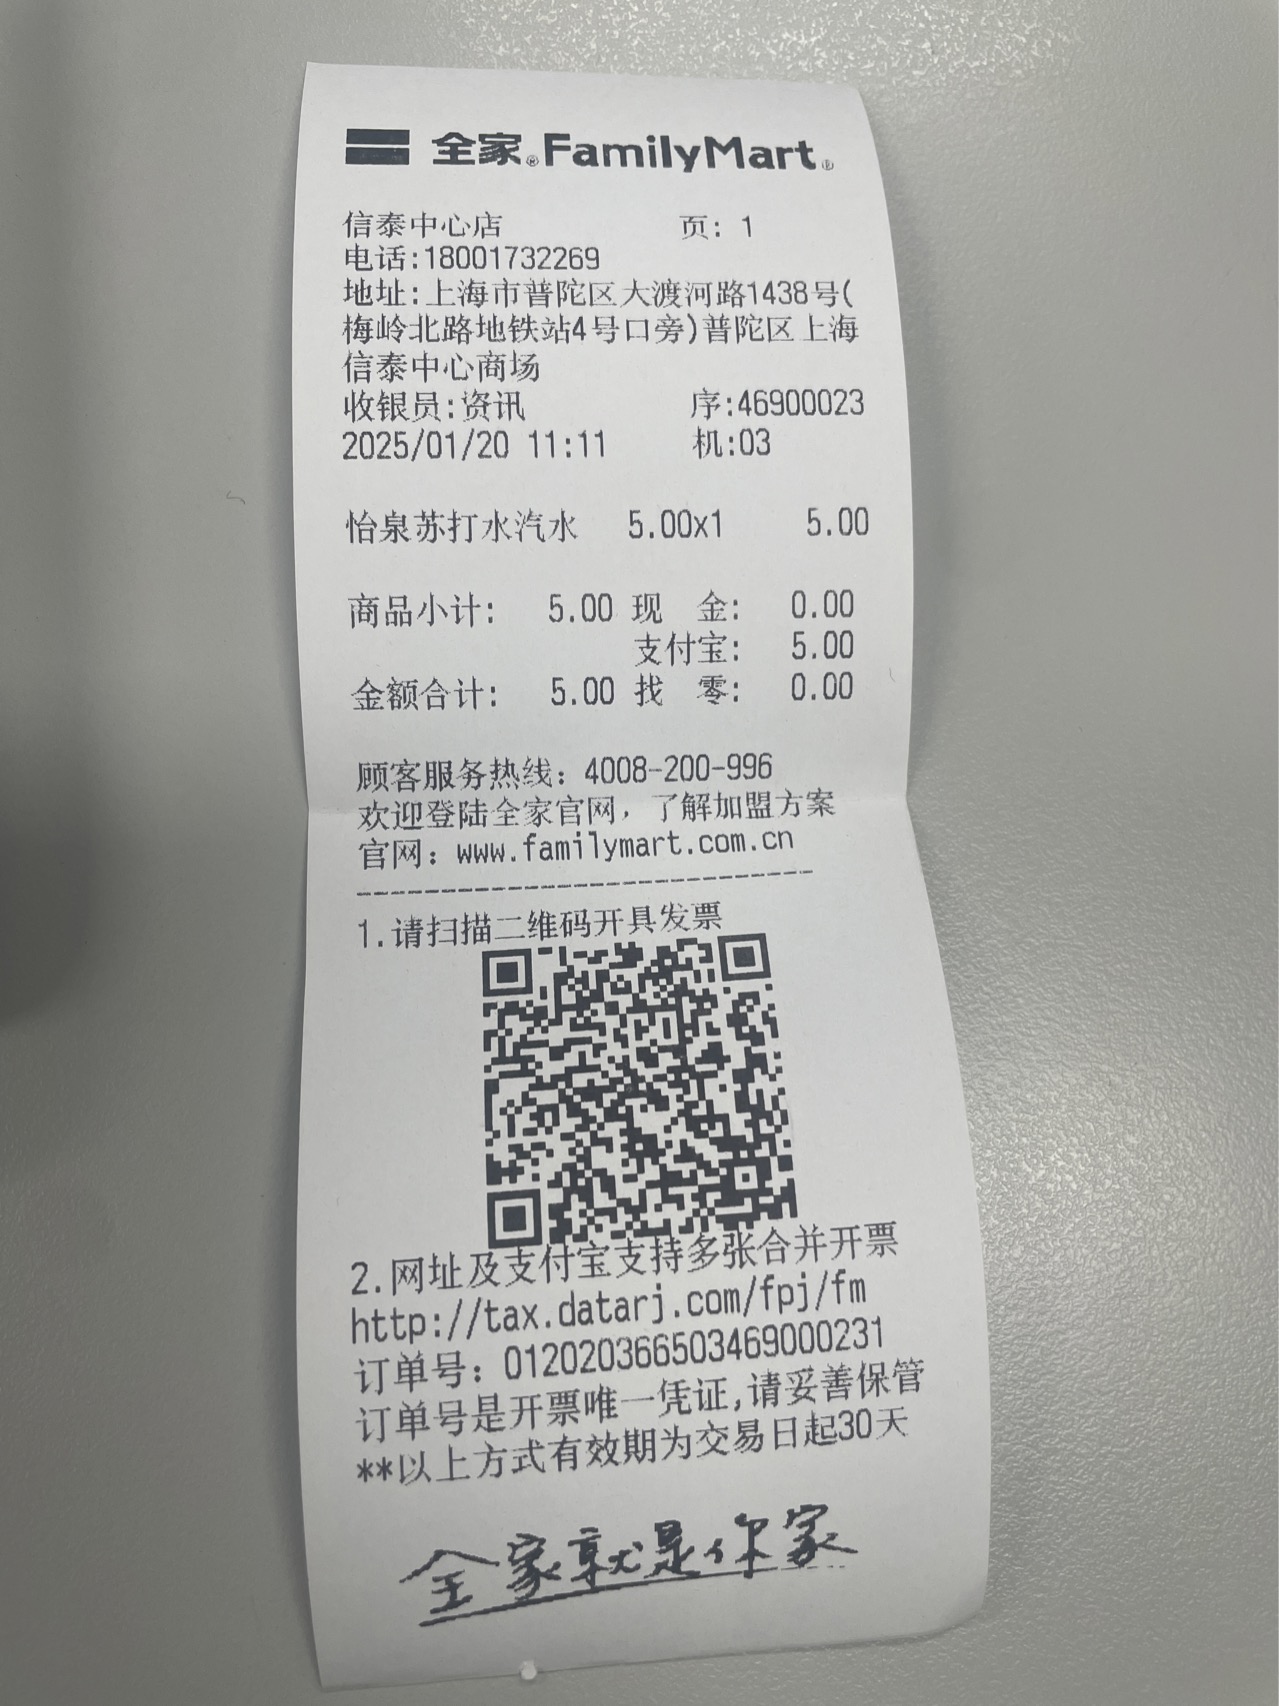 全家®FamilyMart®
信泰中心店 页: 1
电话:18001732269
地址:上海市普陀区大渡河路1438号(
梅岭北路地铁站4号口旁)普陀区上海
信泰中心商场
收银员:资讯 序:46900023
2025/01/20 11:11 机:03
怡泉苏打水汽水 5.00x1 5.00
商品小计: 5.00 现 金: 0.00
支付宝: 5.00
金额合计: 5.00 找 零: 0.00
顾客服务热线: 4008-200-996
欢迎登陆全家官网,了解加盟方案
官网: www.familymart.com.cn
------------------------------
1.请扫描二维码开具发票
2.网址及支付宝支持多张合并开票
http://tax.datarj.com/fpj/fm
订单号: 012020366503469000231
订单号是开票唯一凭证,请妥善保管
**以上方式有效期为交易日起30天
全家就是你家